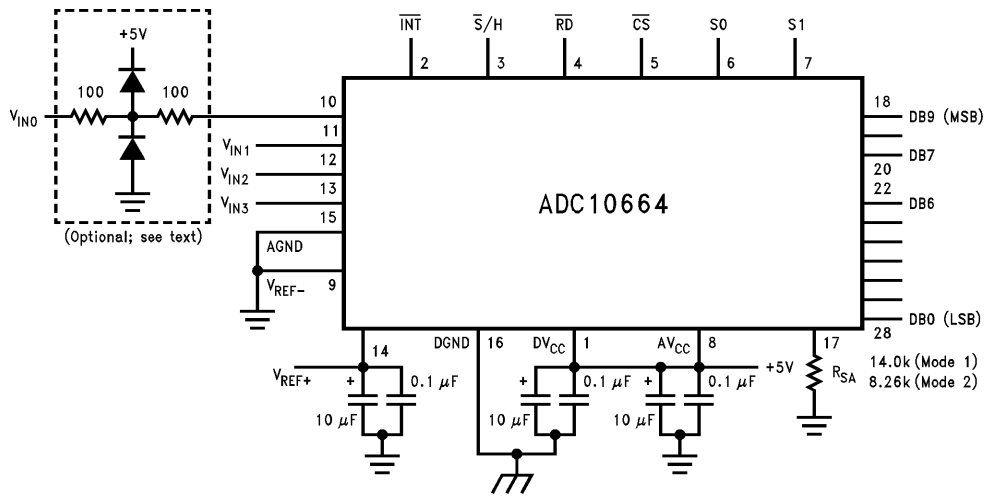 I̅N̅T̅ S̅/H R̅D̅ C̅S̅ S0 S1
2 3 4 5 6 7
+5V
100 100
V_IN0
10
11
V_IN1
12
V_IN2
13
V_IN3
15
AGND
V_REF− 9
(Optional; see text)
ADC10664
18 DB9 (MSB)
DB7
20
22
DB6
DB0 (LSB)
28
14 DGND 16 DV_CC 1 AV_CC 8 17
V_REF+
+ 0.1 μF
10 μF
+ 0.1 μF
10 μF
+ 0.1 μF
10 μF
+5V
R_SA 14.0k (Mode 1)
8.26k (Mode 2)